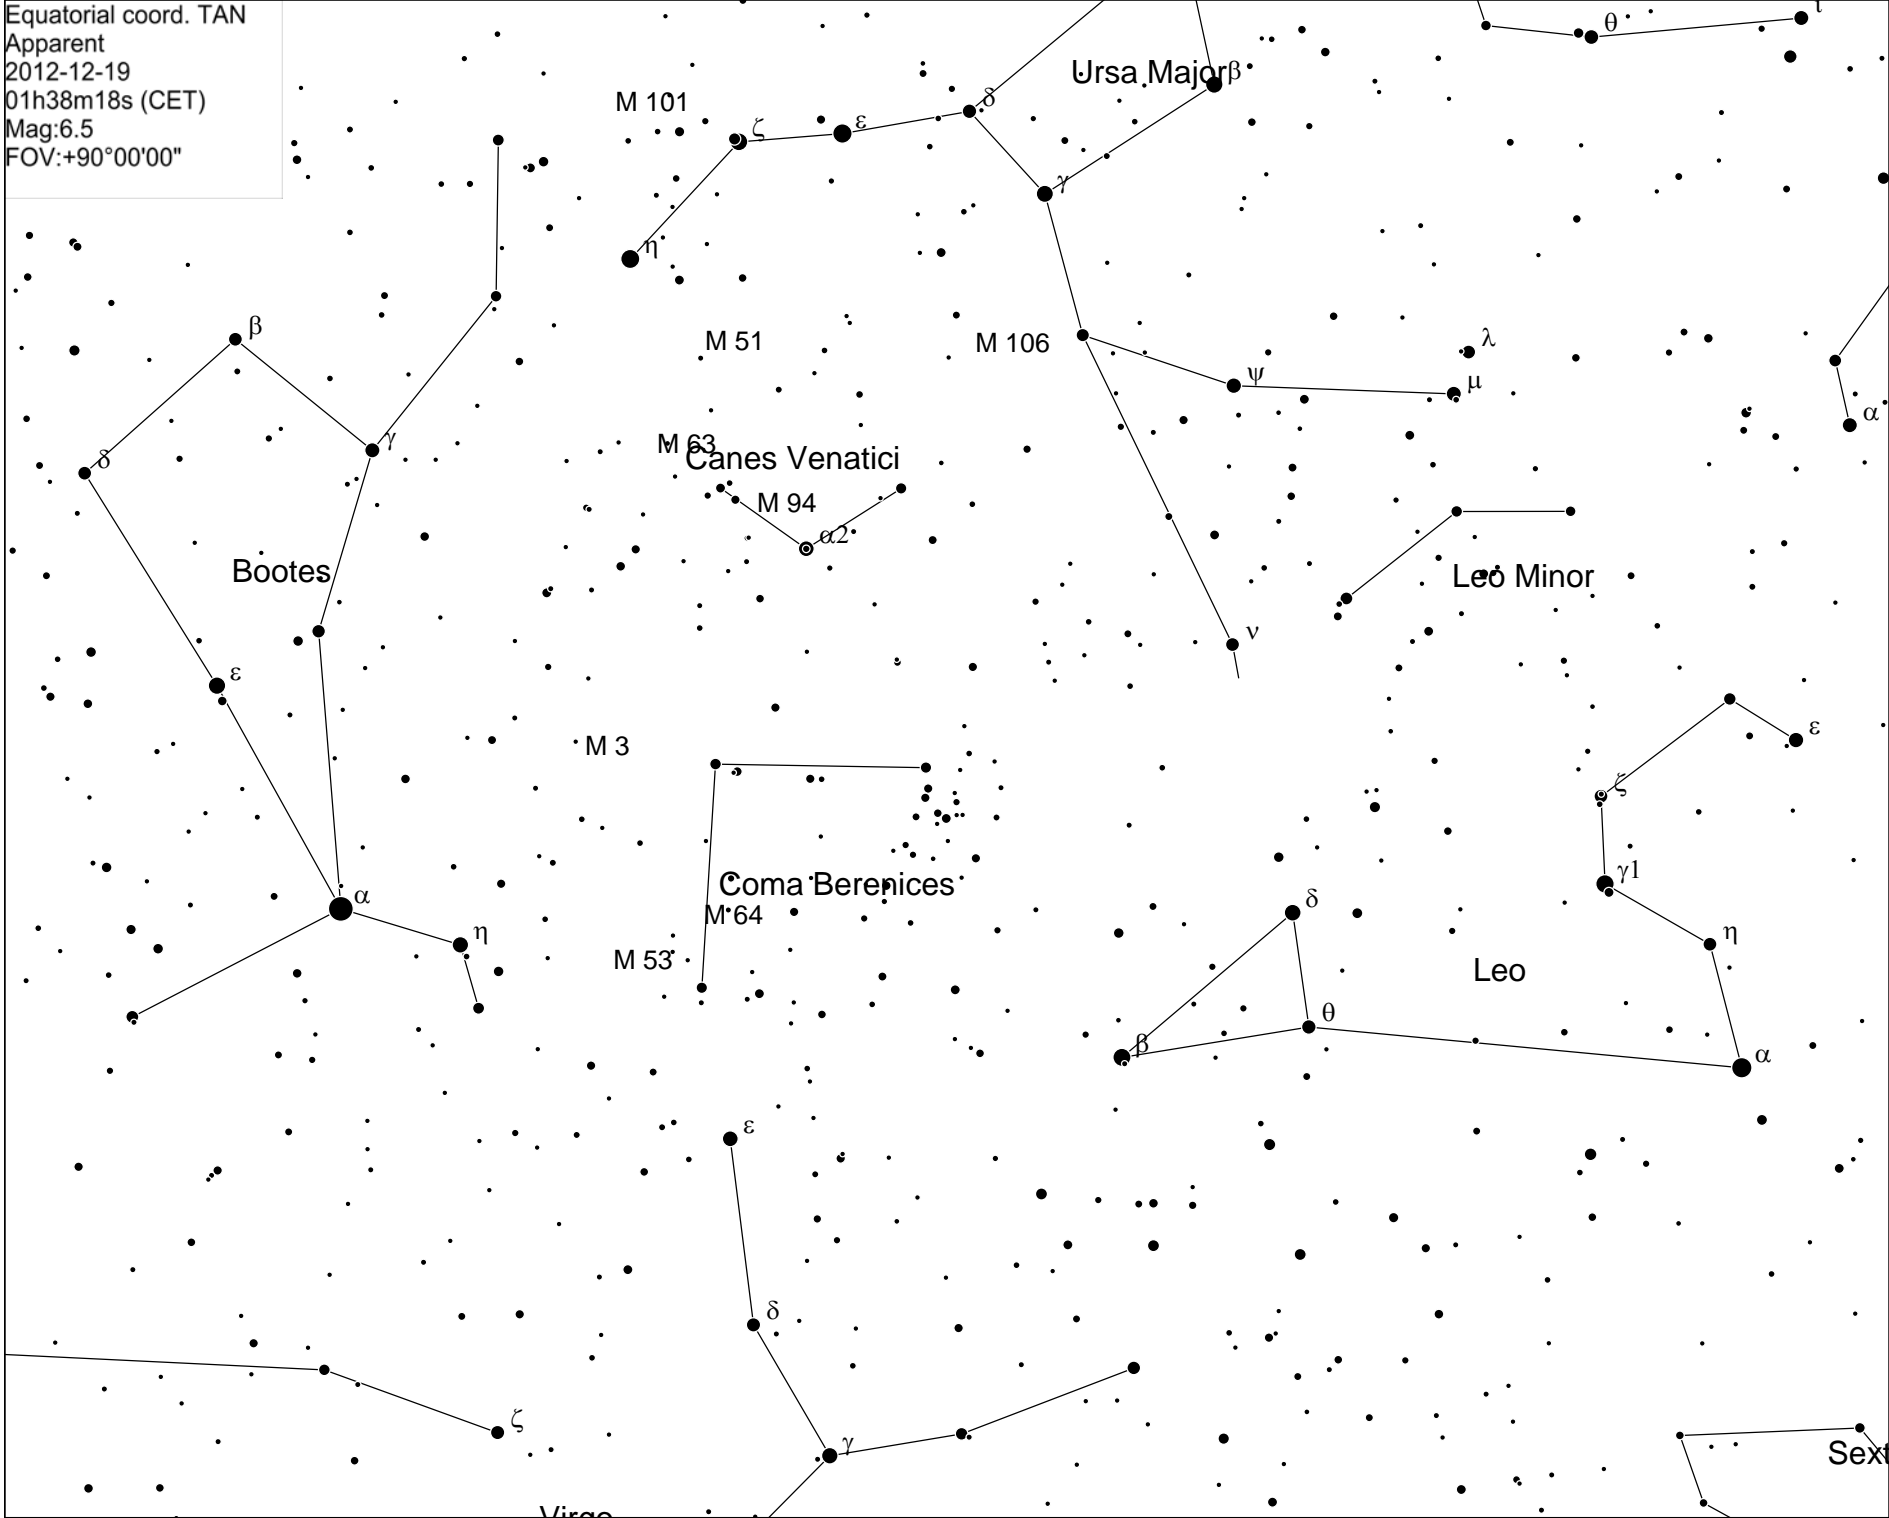 Equatorial coord. TAN
Apparent
2012-12-19
01h38m18s (CET)
Mag:6.5
FOV:+90°00'00"
θ
ι
Ursa Major
β
M 101
δ
ζ
ε
γ
η
β
M 51
M 106
λ
ψ
μ
α
γ
δ
M 63
Canes Venatici
M 94
α2
Bootes
Leo Minor
ν
ε
M 3
ε
ζ
α
Coma Berenices
M 64
γ1
δ
η
η
M 53
Leo
θ
β
α
ε
δ
ζ
γ
Sext
Virgo